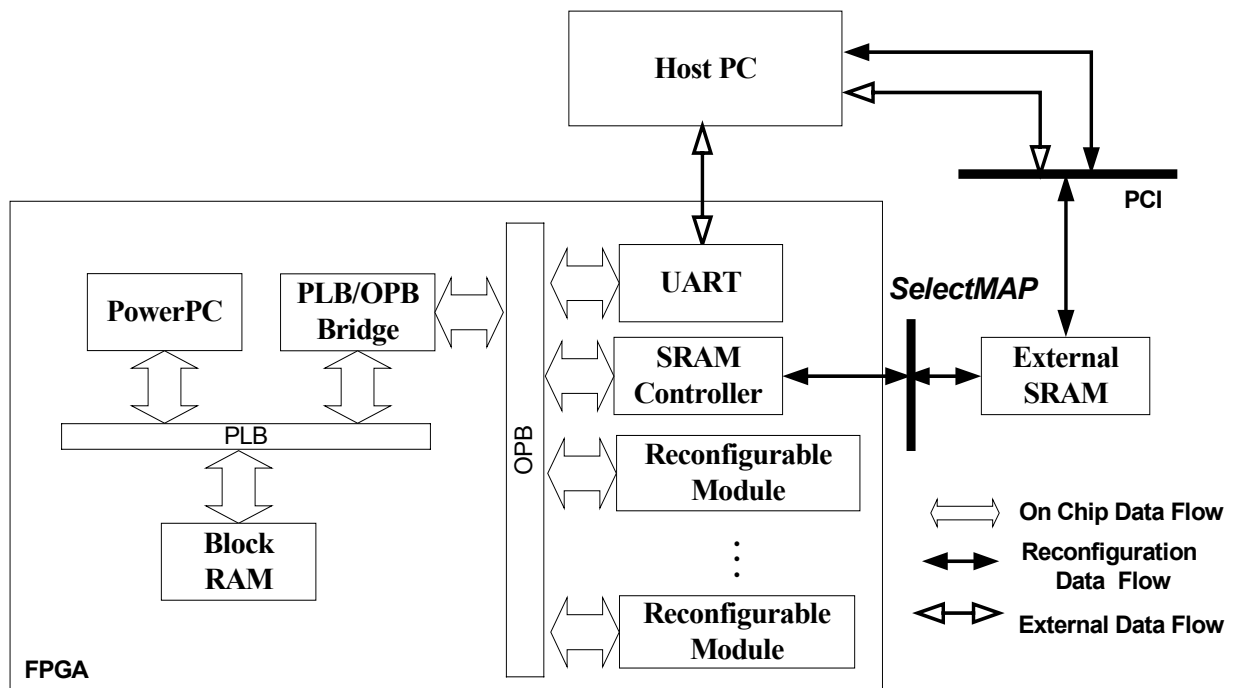 Host PC
PCI
UART
SelectMAP
PowerPC
PLB/OPB
Bridge
SRAM
Controller
External
SRAM
PLB
OPB
Reconfigurable
Module
On Chip Data Flow
Block
RAM
Reconfiguration
Data Flow
Reconfigurable
Module
External Data Flow
FPGA